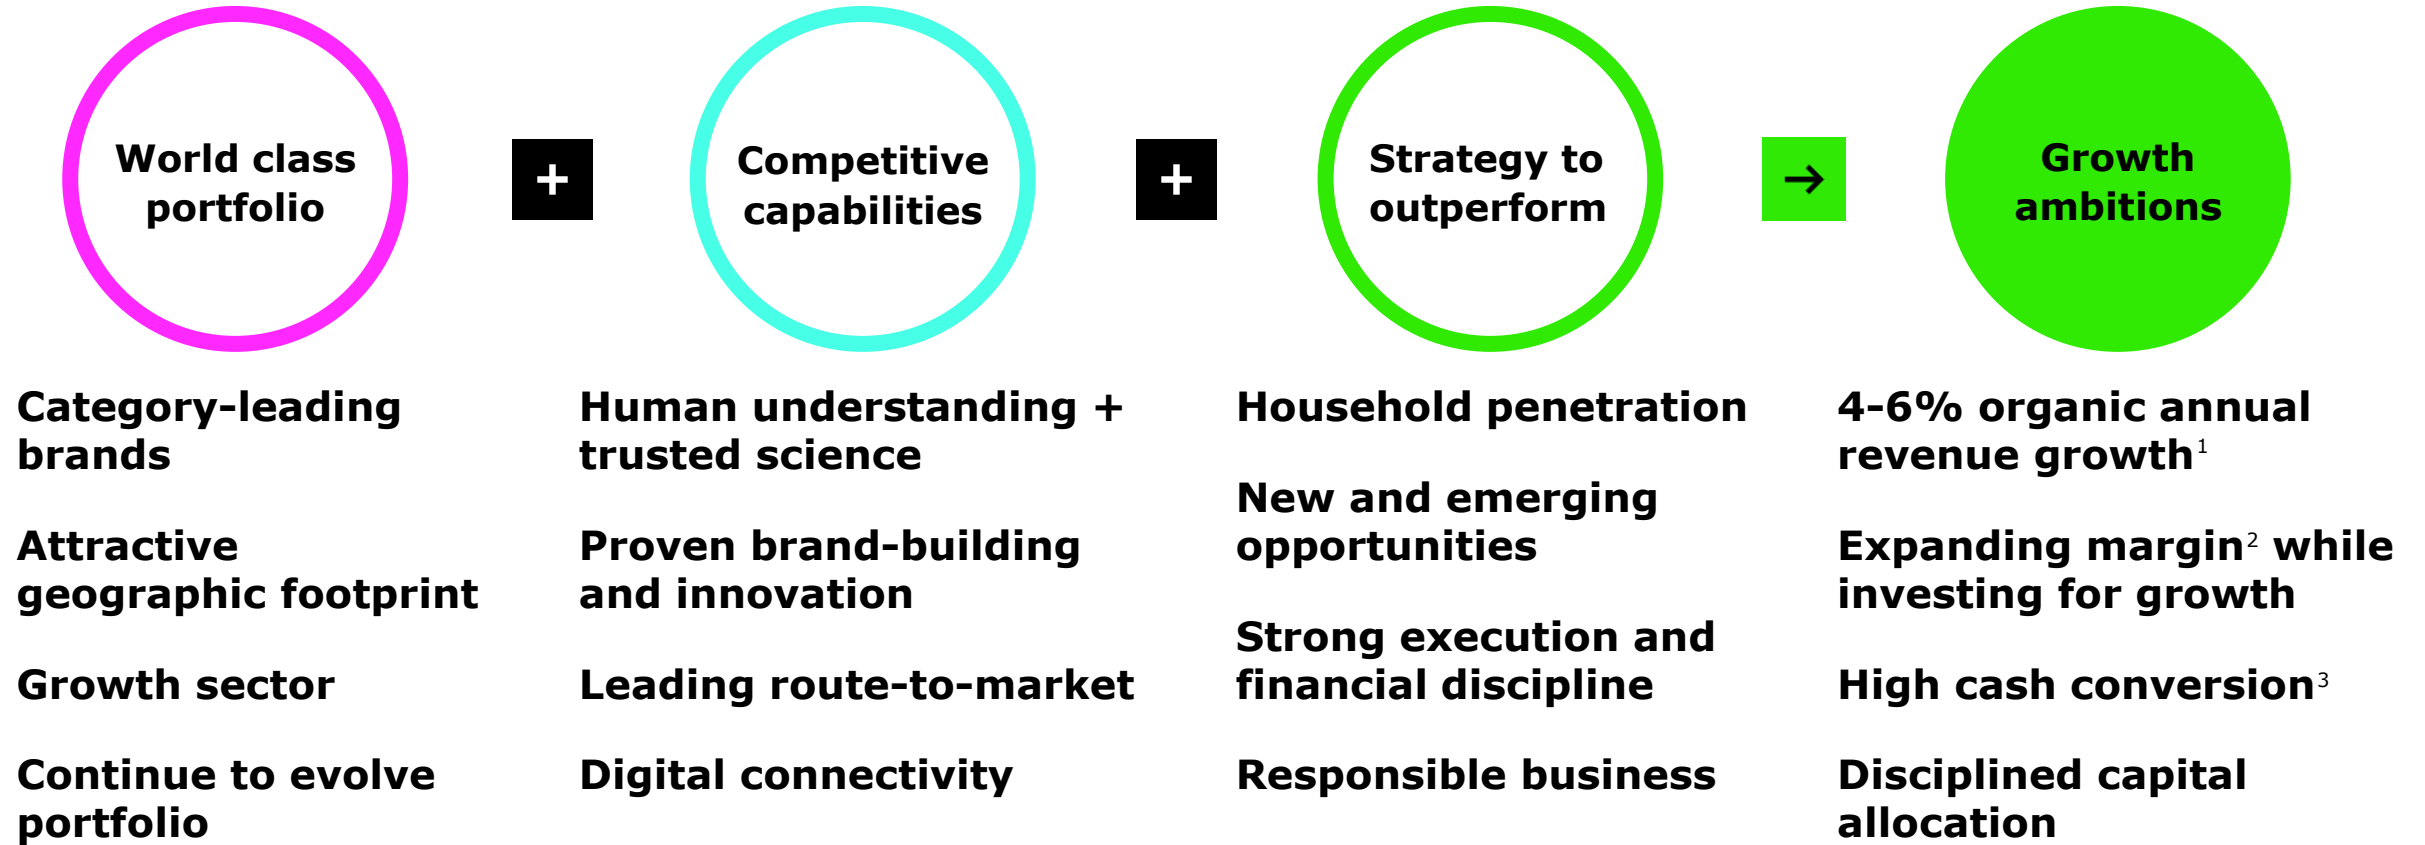 World class
portfolio
+
Competitive
capabilities
+
Strategy to
outperform
→
Growth
ambitions
Category-leading
brands
Attractive
geographic footprint
Growth sector
Continue to evolve
portfolio
Human understanding +
trusted science
Proven brand-building
and innovation
Leading route-to-market
Digital connectivity
Household penetration
New and emerging
opportunities
Strong execution and
financial discipline
Responsible business
4-6% organic annual
revenue growth¹
Expanding margin² while
investing for growth
High cash conversion³
Disciplined capital
allocation